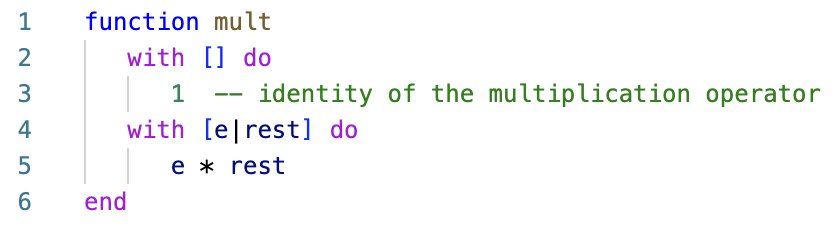 1 function mult
2 with [] do
3 1 -- identity of the multiplication operator
4 with [e|rest] do
5 e * rest
6 end